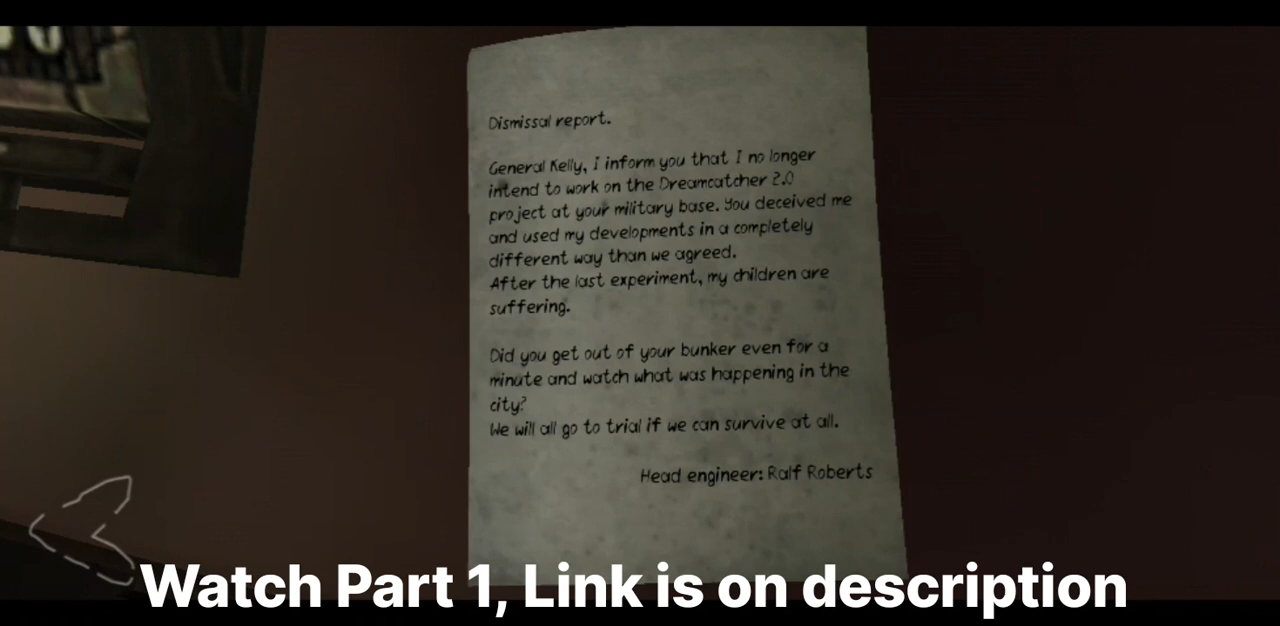 Dismissal report.
General Kelly, I inform you that I no longer
intend to work on the Dreamcatcher 2.0
project at your military base. You deceived me
and used my developments in a completely
different way than we agreed.
After the last experiment, my children are
suffering.
Did you get out of your bunker even for a
minute and watch what was happening in the
city?
We will all go to trial if we can survive at all.
Head engineer: Ralf Roberts
Watch Part 1, Link is on description